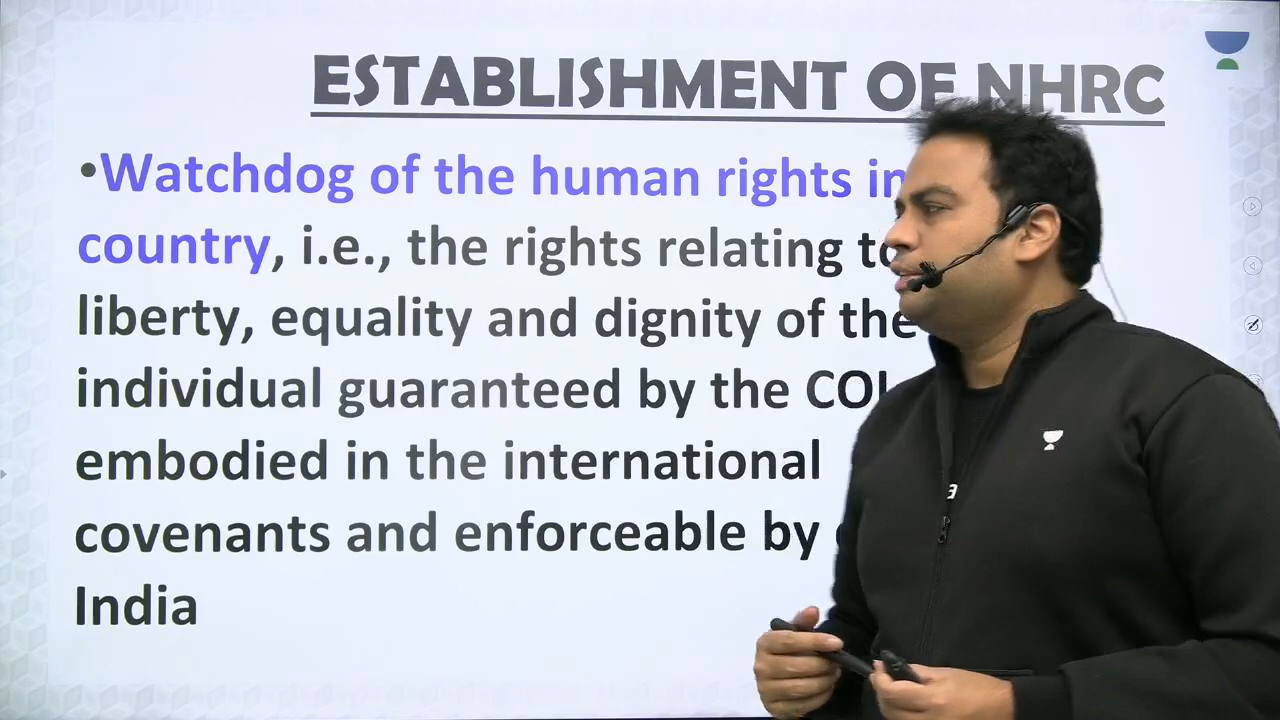 ESTABLISHMENT OF NHRC
•Watchdog of the human rights in
country, i.e., the rights relating to
liberty, equality and dignity of the
individual guaranteed by the COI
embodied in the international
covenants and enforceable by
India